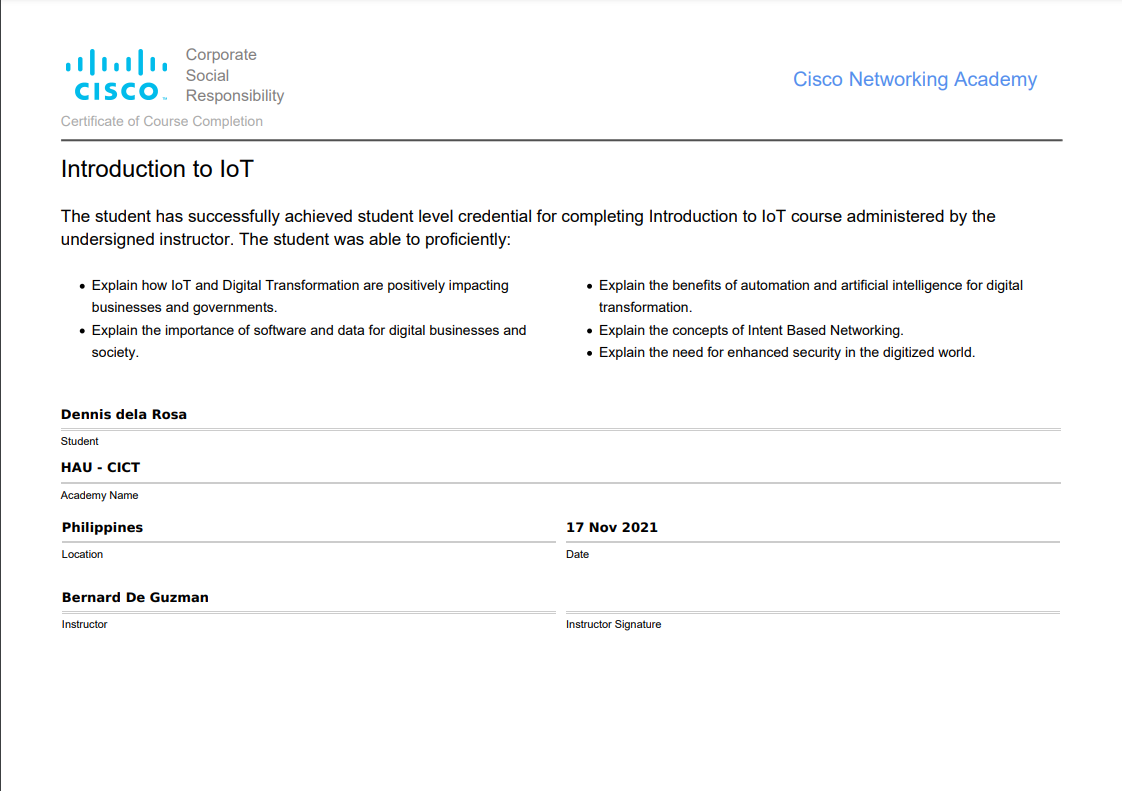 Corporate
Social
Responsibility
CISCO
Cisco Networking Academy
Certificate of Course Completion
Introduction to IoT
The student has successfully achieved student level credential for completing Introduction to IoT course administered by the
undersigned instructor. The student was able to proficiently:
• Explain how IoT and Digital Transformation are positively impacting
businesses and governments.
• Explain the importance of software and data for digital businesses and
society.
• Explain the benefits of automation and artificial intelligence for digital
transformation.
• Explain the concepts of Intent Based Networking.
• Explain the need for enhanced security in the digitized world.
Dennis dela Rosa
Student
HAU - CICT
Academy Name
Philippines
Location
17 Nov 2021
Date
Bernard De Guzman
Instructor
Instructor Signature